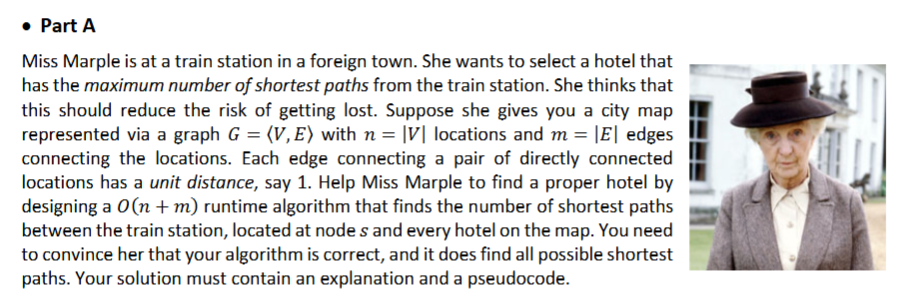 • Part A
Miss Marple is at a train station in a foreign town. She wants to select a hotel that
has the maximum number of shortest paths from the train station. She thinks that
this should reduce the risk of getting lost. Suppose she gives you a city map
represented via a graph G = ⟨V, E⟩ with n = |V| locations and m = |E| edges
connecting the locations. Each edge connecting a pair of directly connected
locations has a unit distance, say 1. Help Miss Marple to find a proper hotel by
designing a O(n + m) runtime algorithm that finds the number of shortest paths
between the train station, located at node s and every hotel on the map. You need
to convince her that your algorithm is correct, and it does find all possible shortest
paths. Your solution must contain an explanation and a pseudocode.